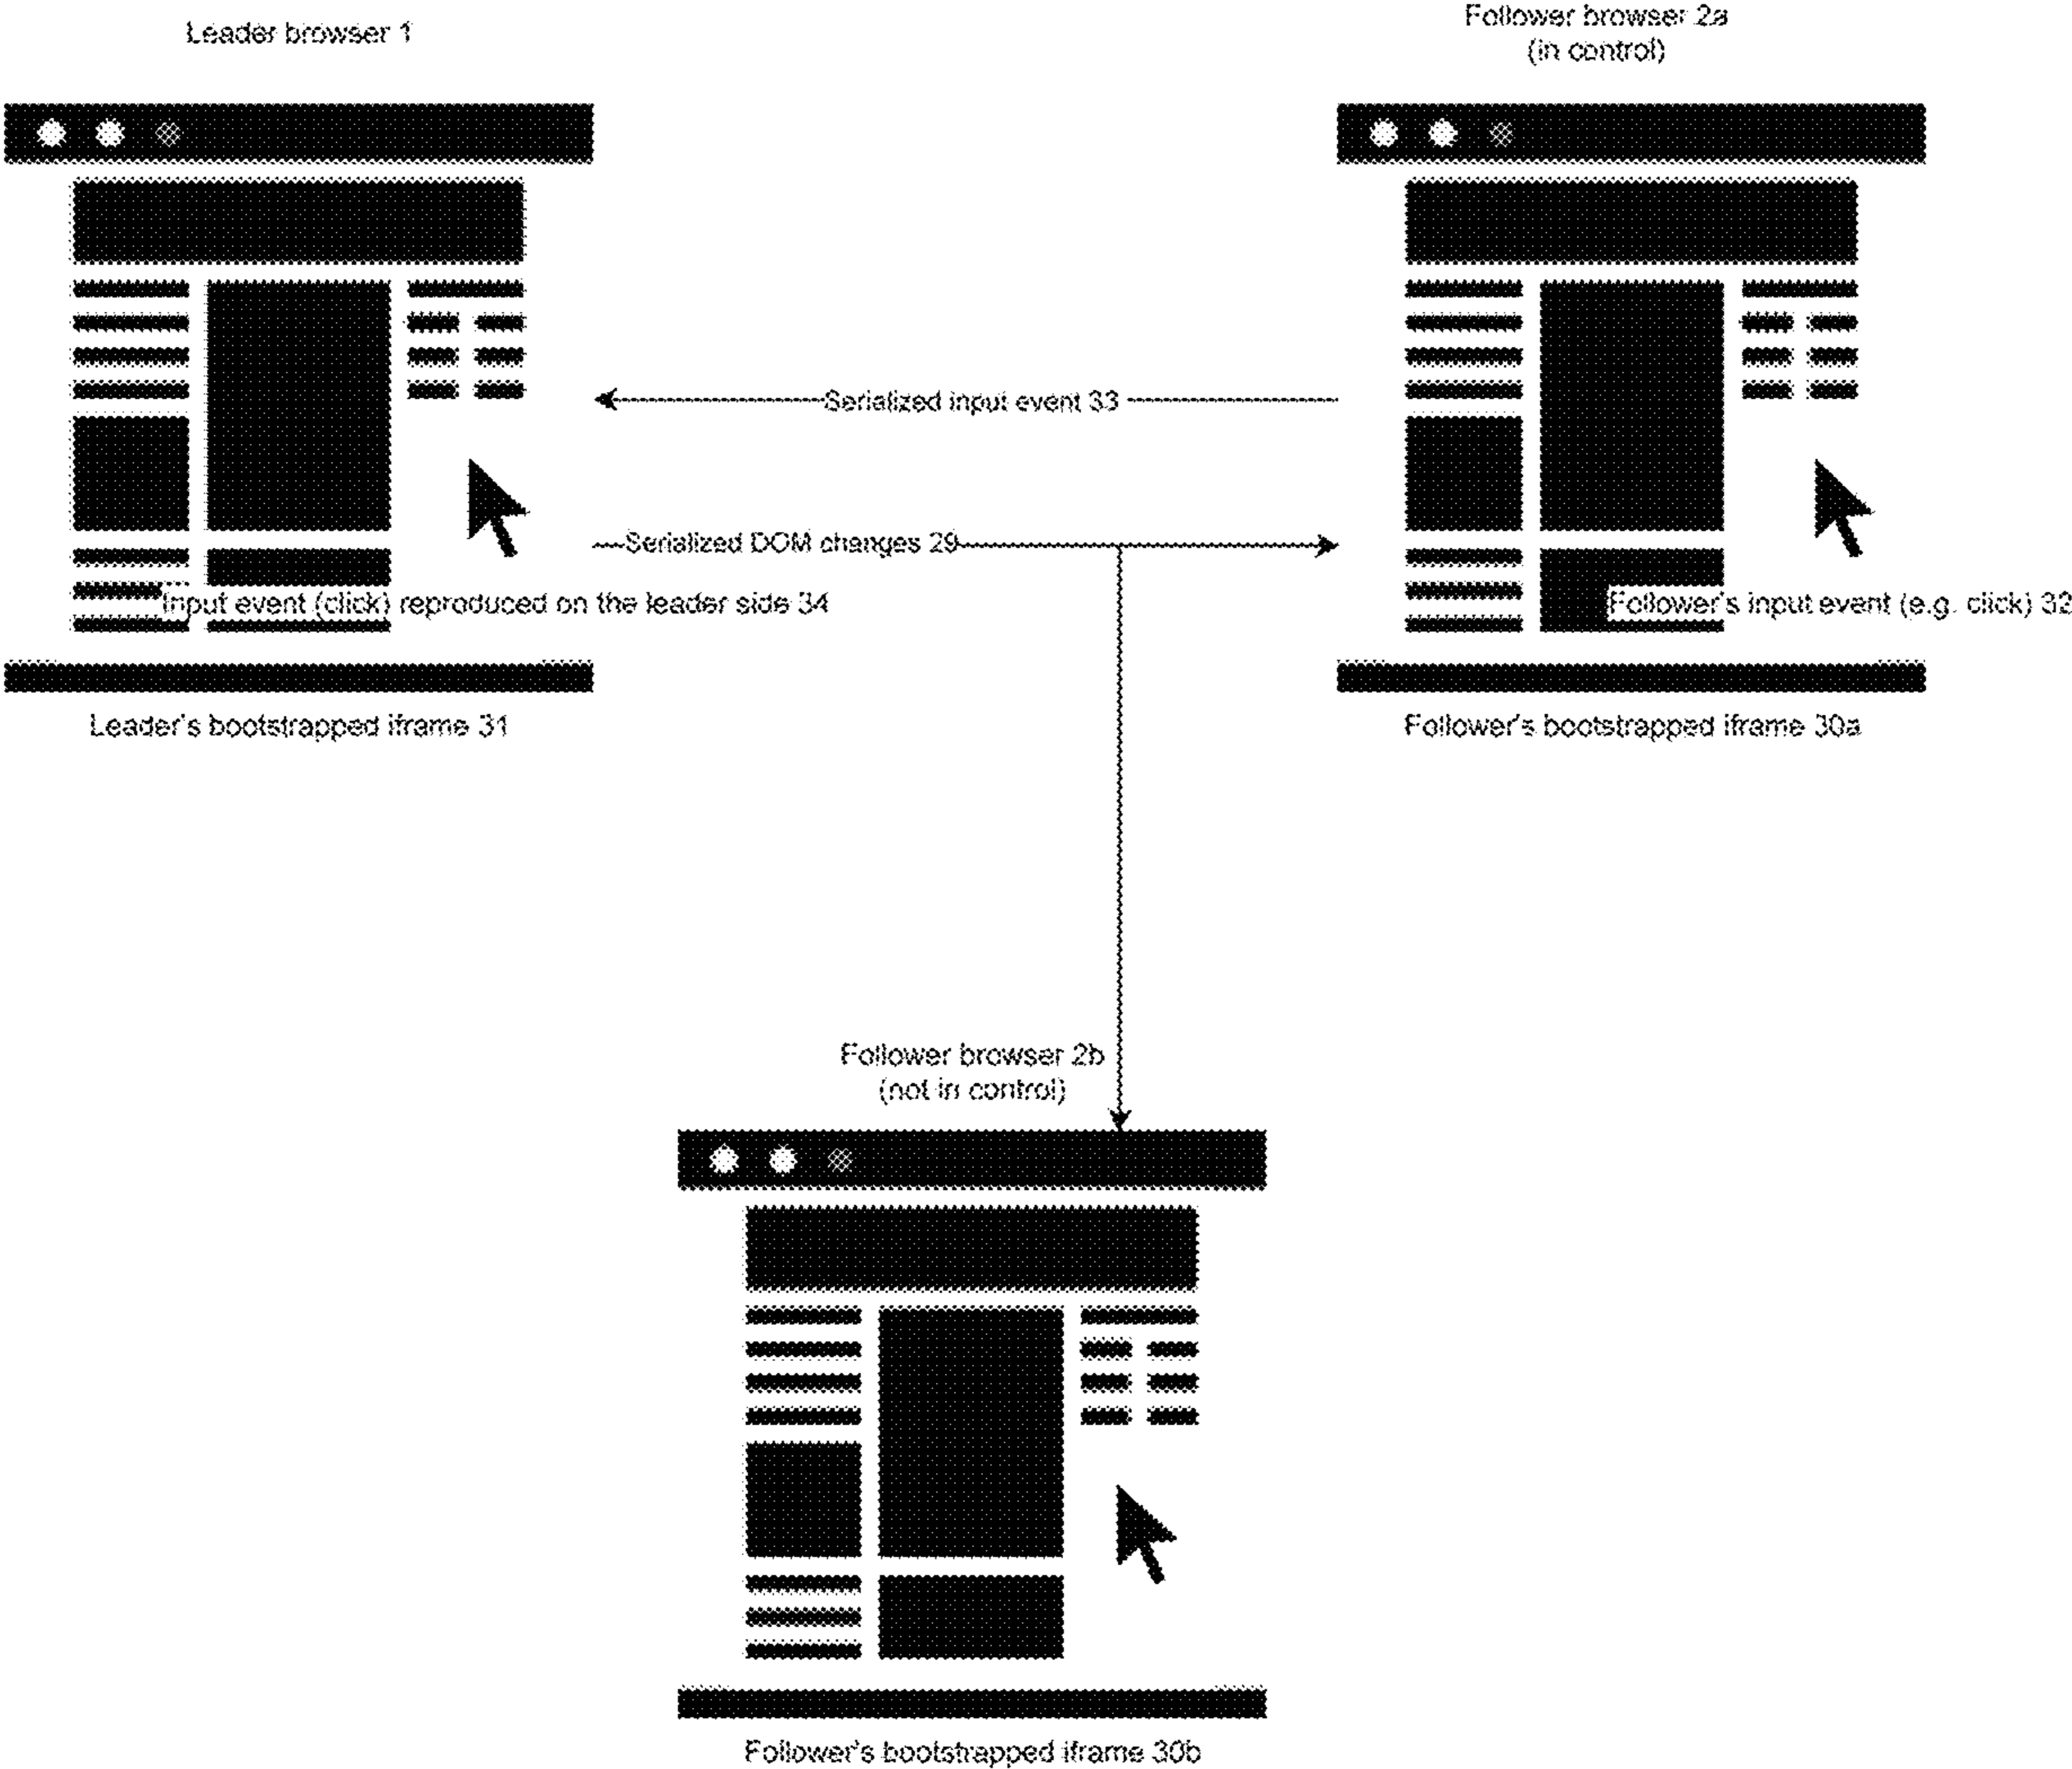 Leader browser 1
Follower browser 2a
(in control)
Serialized input event 33
Serialized DOM changes 29
Input event (click) reproduced on the leader side 34
Follower's input event (e.g. click) 32
Leader's bootstrapped iframe 31
Follower's bootstrapped iframe 30a
Follower browser 2b
(not in control)
Follower's bootstrapped iframe 30b